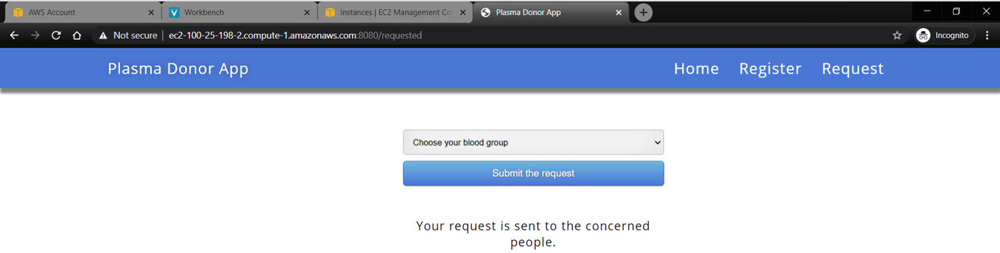 AWS Account
Workbench
Instances | EC2 Management Con
Plasma Donor App
Not secure
ec2-100-25-198-2.compute-1.amazonaws.com:8080/requested
Incognito
Plasma Donor App
Home
Register
Request
Choose your blood group
Submit the request
Your request is sent to the concerned
people.